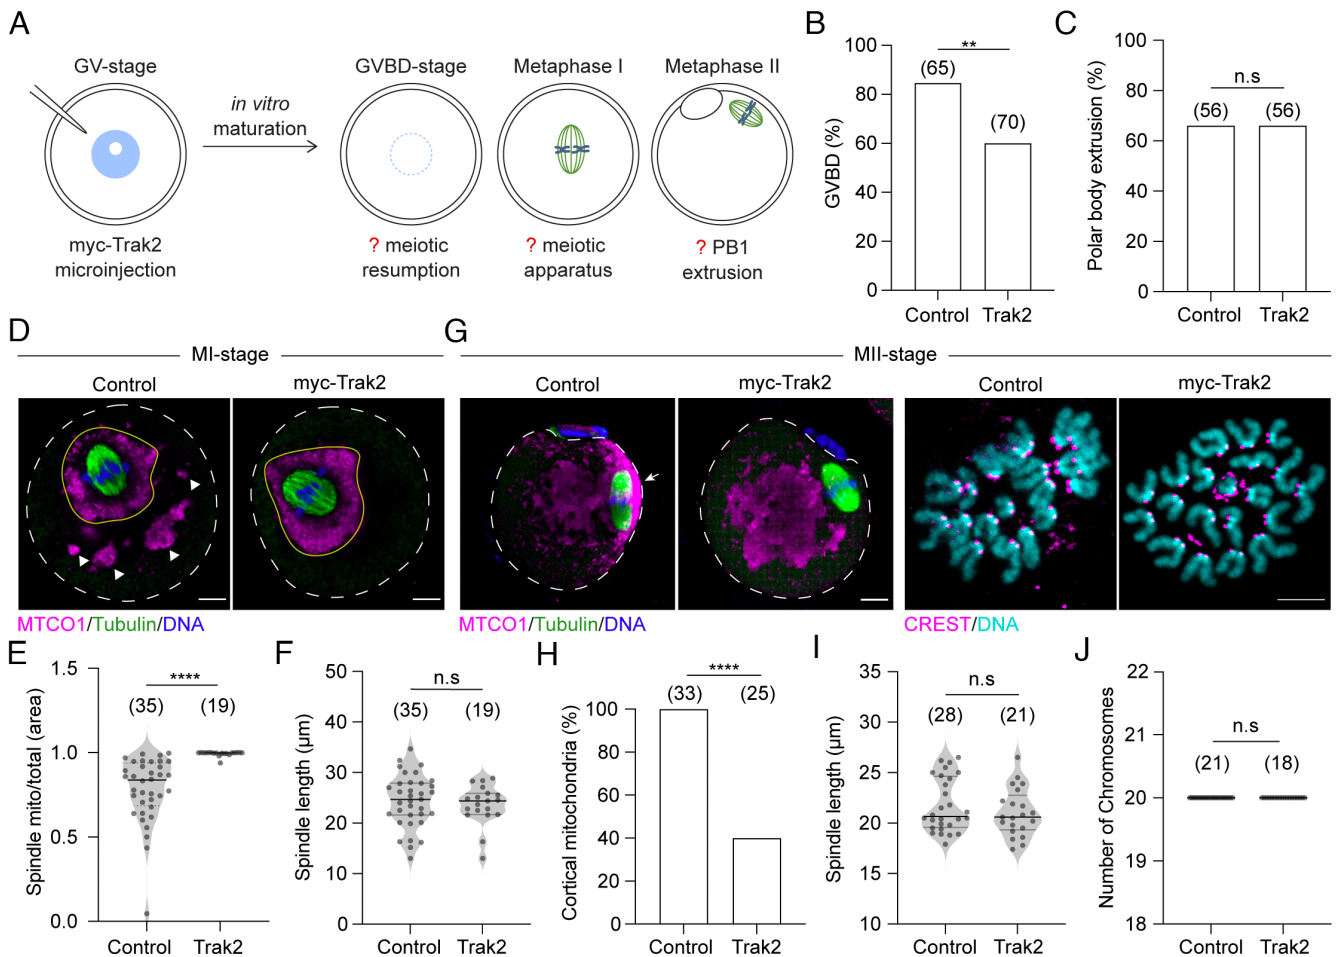 A
GV-stage
in vitro
maturation
GVBD-stage
Metaphase I
Metaphase II
myc-Trak2
microinjection
? meiotic
resumption
? meiotic
apparatus
? PB1
extrusion
B
GVBD (%)
100
80
60
40
20
0
**
(65)
(70)
Control
Trak2
C
Polar body extrusion (%)
100
80
60
40
20
0
n.s
(56)
(56)
Control
Trak2
D
MI-stage
Control
myc-Trak2
MTCO1/Tubulin/DNA
G
MII-stage
Control
myc-Trak2
Control
myc-Trak2
MTCO1/Tubulin/DNA
CREST/DNA
E
Spindle mito/total (area)
1.5
1.0
0.5
0.0
****
(35)
(19)
Control
Trak2
F
Spindle length (μm)
50
40
30
20
10
0
n.s
(35)
(19)
Control
Trak2
H
Cortical mitochondria (%)
100
80
60
40
20
0
****
(33)
(25)
Control
Trak2
I
Spindle length (μm)
35
30
25
20
15
10
n.s
(28)
(21)
Control
Trak2
J
Number of Chromosomes
22
21
20
19
18
n.s
(21)
(18)
Control
Trak2